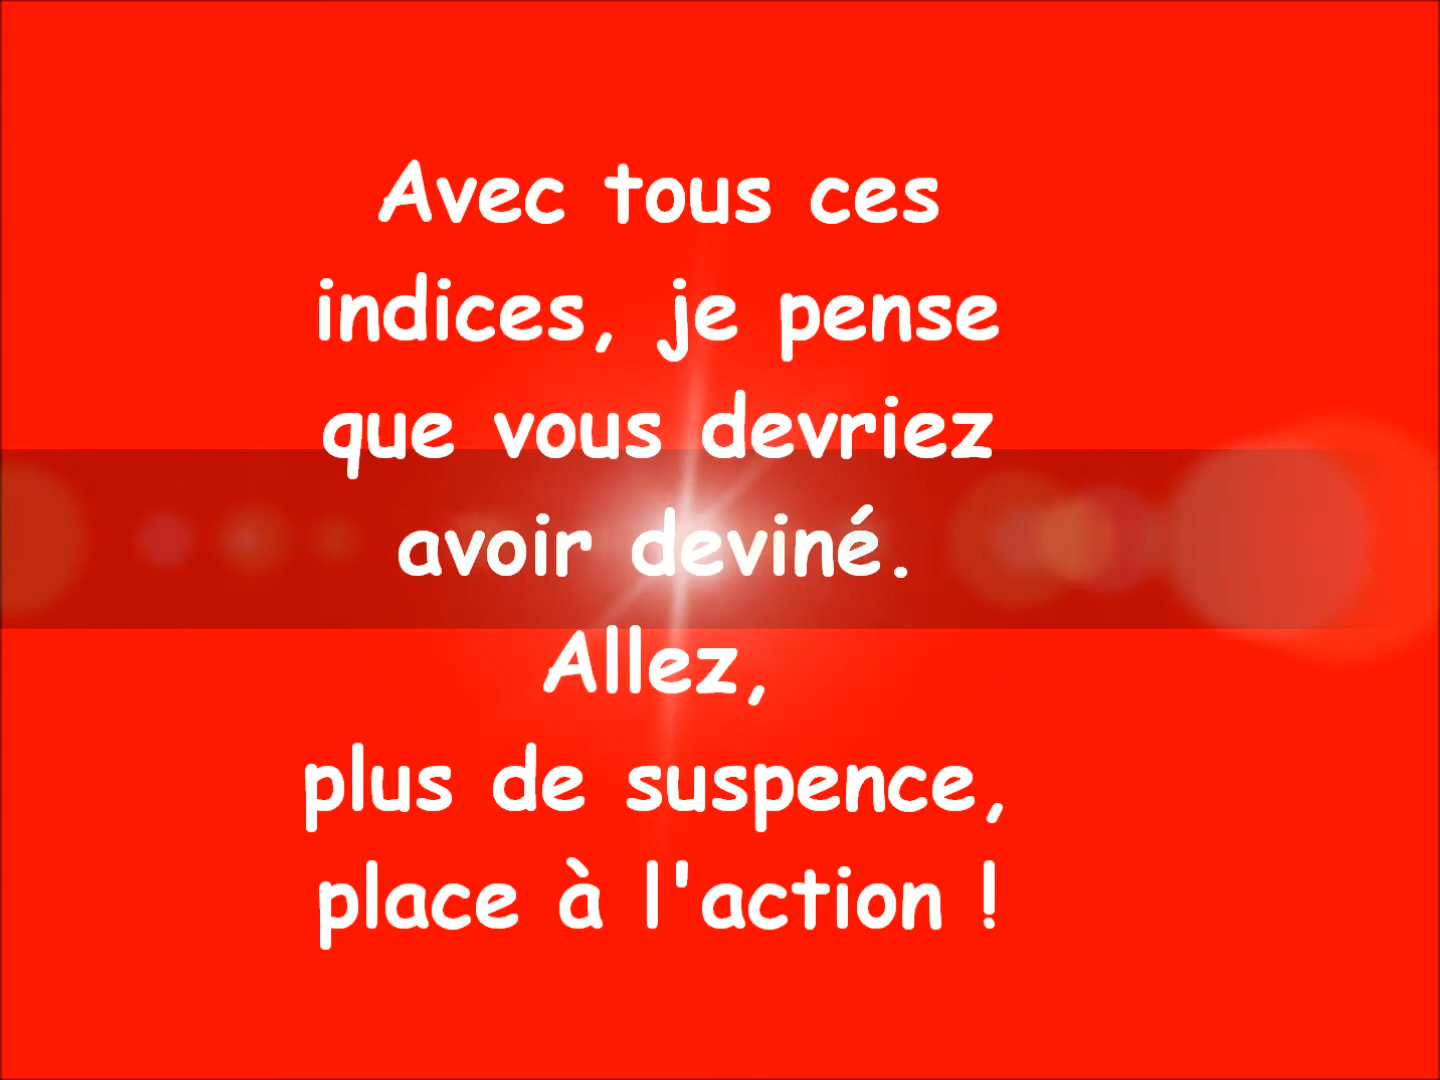 Avec tous ces
indices, je pense
que vous devriez
avoir deviné.
Allez,
plus de suspence,
place à l'action !